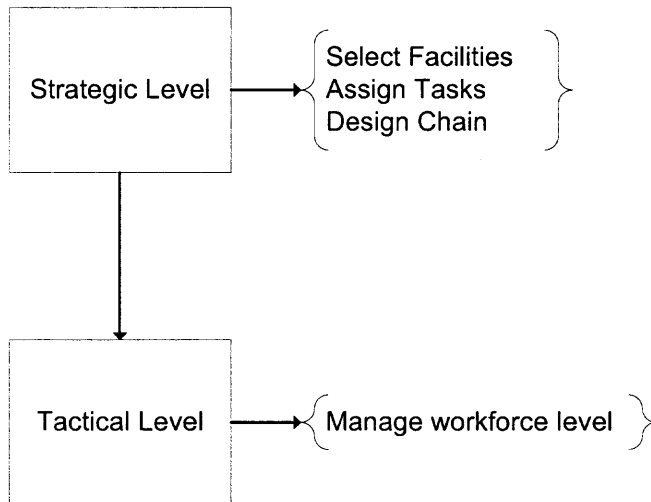 Strategic Level
Select Facilities
Assign Tasks
Design Chain
Tactical Level
Manage workforce level